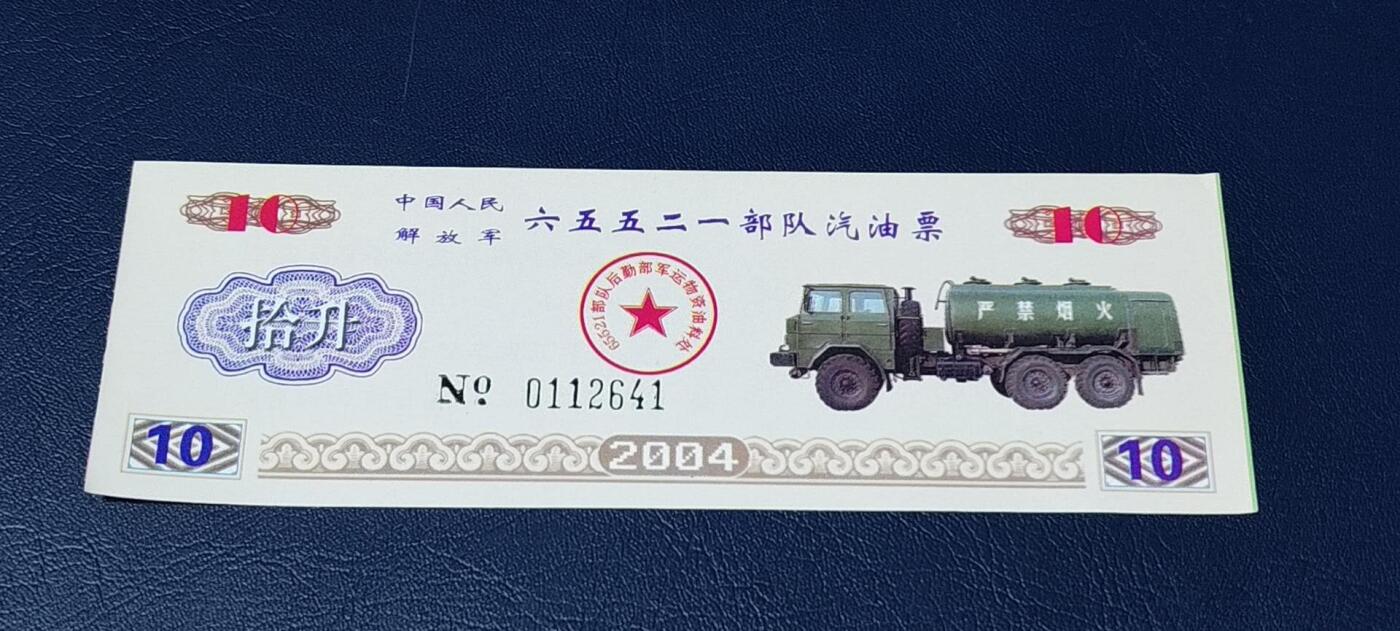 10
中国人民
解放军
六五五二一部队汽油票
10
拾升
65521部队后勤部军运物资油料处
严禁烟火
№ 0112641
10
2004
10